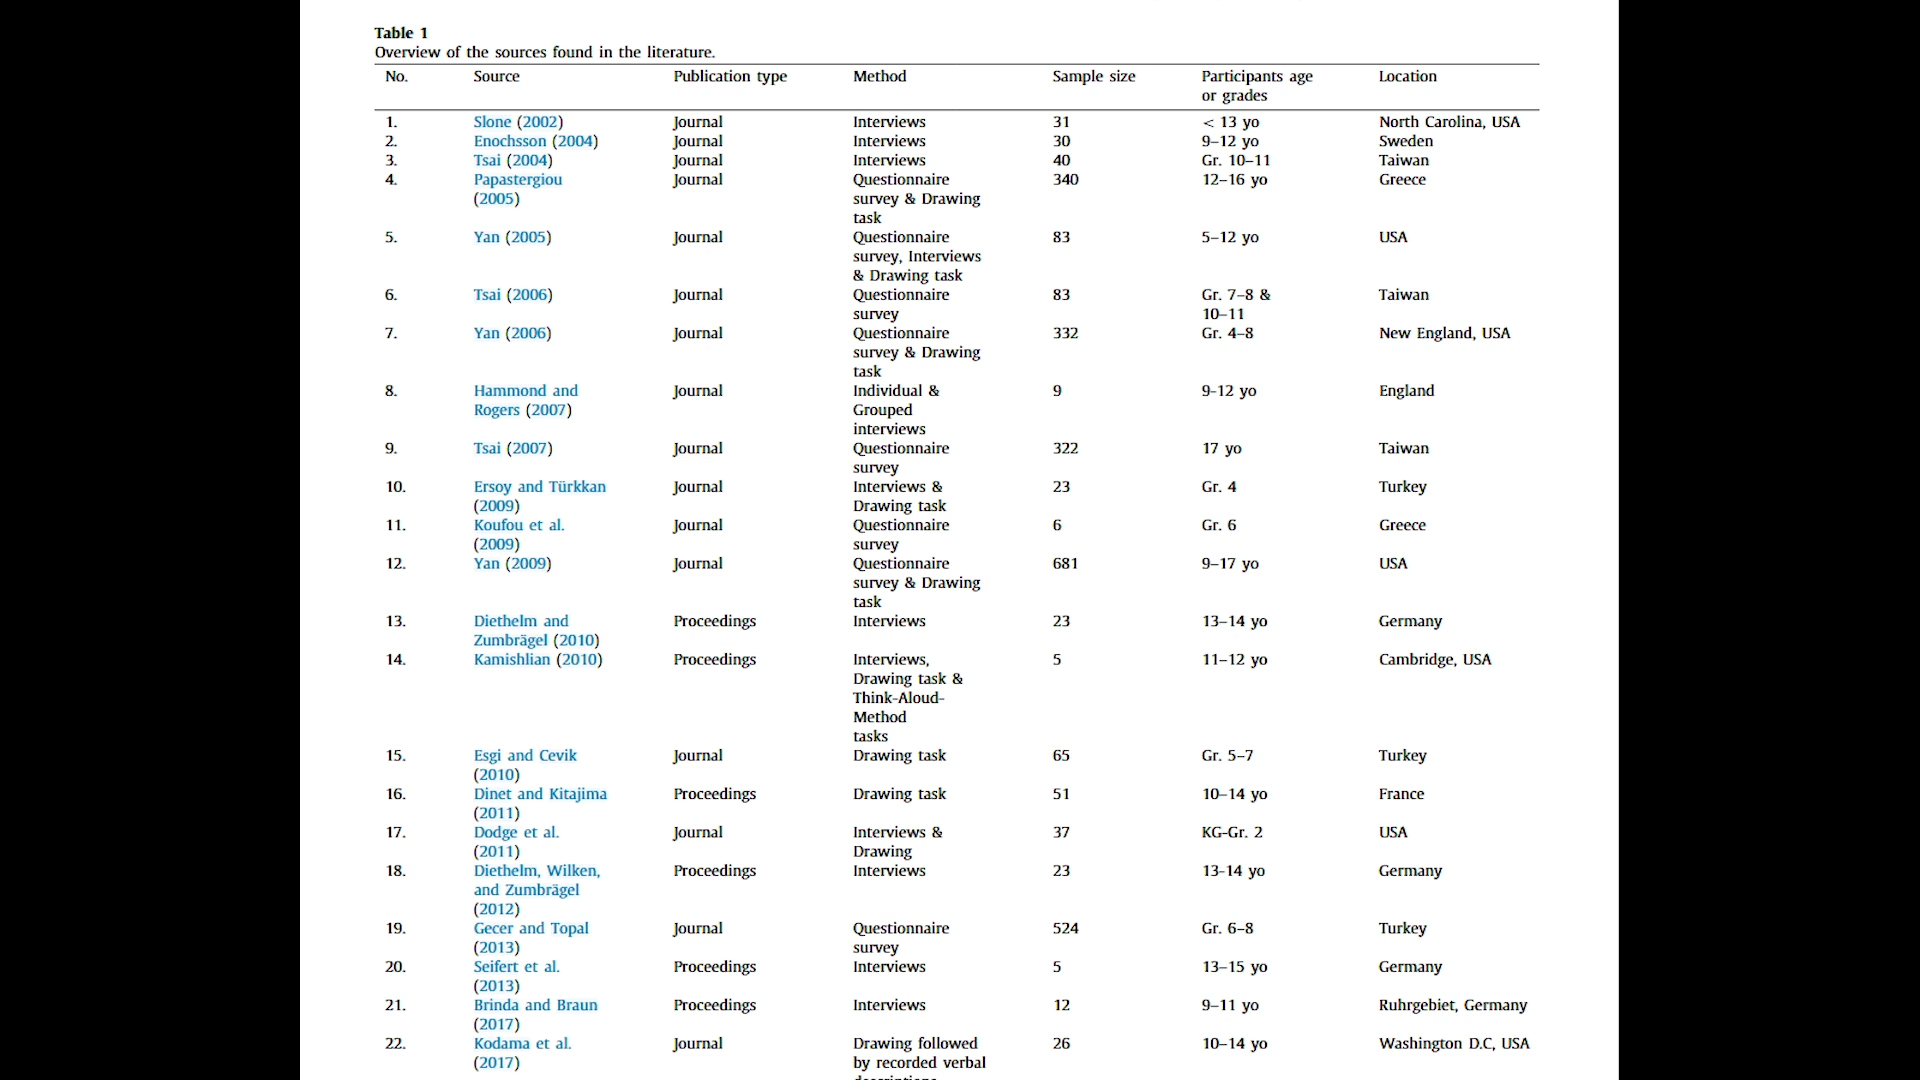 Table 1
Overview of the sources found in the literature.
No. Source Publication type Method Sample size Participants age Location
or grades
1. Slone (2002) Journal Interviews 31 < 13 yo North Carolina, USA
2. Enochsson (2004) Journal Interviews 30 9–12 yo Sweden
3. Tsai (2004) Journal Interviews 40 Gr. 10–11 Taiwan
4. Papastergiou Journal Questionnaire 340 12–16 yo Greece
(2005) survey & Drawing
task
5. Yan (2005) Journal Questionnaire 83 5–12 yo USA
survey, Interviews
& Drawing task
6. Tsai (2006) Journal Questionnaire 83 Gr. 7–8 & Taiwan
survey 10–11
7. Yan (2006) Journal Questionnaire 332 Gr. 4–8 New England, USA
survey & Drawing
task
8. Hammond and Journal Individual & 9 9-12 yo England
Rogers (2007) Grouped
interviews
9. Tsai (2007) Journal Questionnaire 322 17 yo Taiwan
survey
10. Ersoy and Türkkan Journal Interviews & 23 Gr. 4 Turkey
(2009) Drawing task
11. Koufou et al. Journal Questionnaire 6 Gr. 6 Greece
(2009) survey
12. Yan (2009) Journal Questionnaire 681 9–17 yo USA
survey & Drawing
task
13. Diethelm and Proceedings Interviews 23 13–14 yo Germany
Zumbrägel (2010)
14. Kamishlian (2010) Proceedings Interviews, 5 11–12 yo Cambridge, USA
Drawing task &
Think-Aloud-
Method
tasks
15. Esgi and Cevik Journal Drawing task 65 Gr. 5–7 Turkey
(2010)
16. Dinet and Kitajima Proceedings Drawing task 51 10–14 yo France
(2011)
17. Dodge et al. Journal Interviews & 37 KG-Gr. 2 USA
(2011) Drawing
18. Diethelm, Wilken, Proceedings Interviews 23 13-14 yo Germany
and Zumbrägel
(2012)
19. Gecer and Topal Journal Questionnaire 524 Gr. 6–8 Turkey
(2013) survey
20. Seifert et al. Proceedings Interviews 5 13–15 yo Germany
(2013)
21. Brinda and Braun Proceedings Interviews 12 9–11 yo Ruhrgebiet, Germany
(2017)
22. Kodama et al. Journal Drawing followed 26 10–14 yo Washington D.C, USA
(2017) by recorded verbal